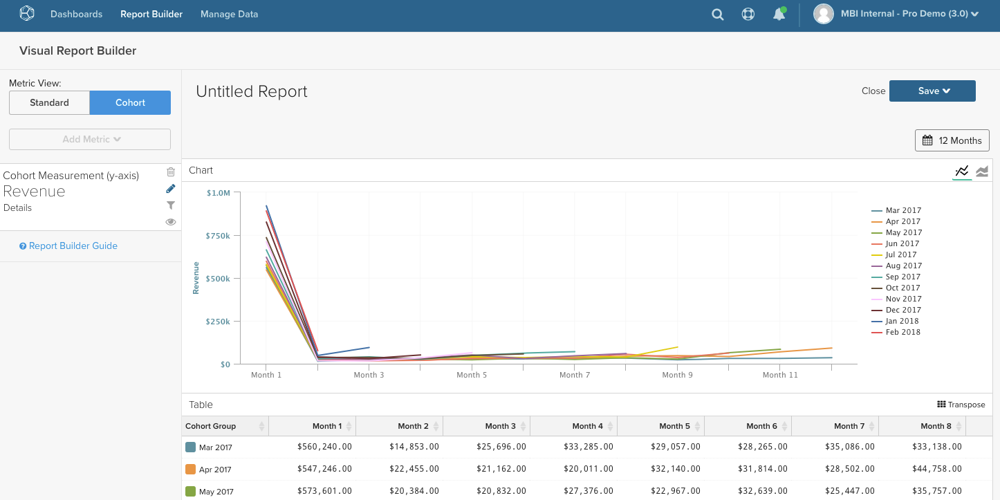 Dashboards Report Builder Manage Data MBI Internal - Pro Demo (3.0)
Visual Report Builder
Metric View:
Standard Cohort
Add Metric
Cohort Measurement (y-axis)
Revenue
Details
Report Builder Guide
Untitled Report
Close Save
12 Months
Chart
$1.0M
$750k
$500k
$250k
$0
Revenue
Month 1 Month 3 Month 5 Month 7 Month 9 Month 11
Mar 2017
Apr 2017
May 2017
Jun 2017
Jul 2017
Aug 2017
Sep 2017
Oct 2017
Nov 2017
Dec 2017
Jan 2018
Feb 2018
Table Transpose
Cohort Group Month 1 Month 2 Month 3 Month 4 Month 5 Month 6 Month 7 Month 8
Mar 2017 $560,240.00 $14,853.00 $25,696.00 $33,285.00 $29,057.00 $28,265.00 $35,086.00 $33,138.00
Apr 2017 $547,246.00 $22,455.00 $21,162.00 $20,011.00 $32,140.00 $31,814.00 $28,502.00 $44,758.00
May 2017 $573,601.00 $20,384.00 $20,832.00 $27,376.00 $22,967.00 $32,639.00 $25,447.00 $35,757.00